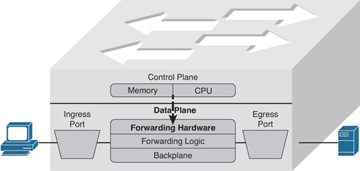 Control Plane
Memory
CPU
Data Plane
Ingress
Port
Forwarding Hardware
Forwarding Logic
Backplane
Egress
Port